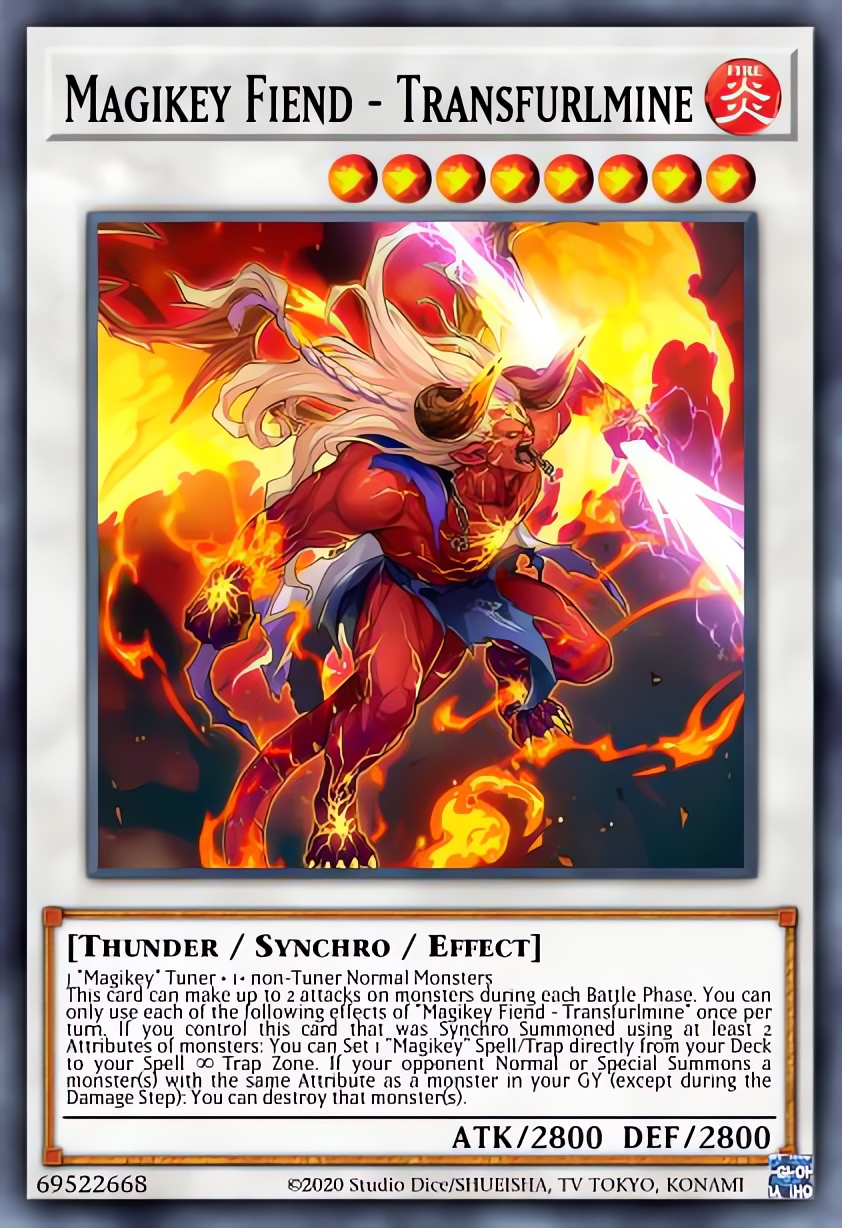 Magikey Fiend - Transfurlmine
FIRE
炎
[Thunder / Synchro / Effect]
1 "Magikey" Tuner + 1+ non-Tuner Normal Monsters
This card can make up to 2 attacks on monsters during each Battle Phase. You can
only use each of the following effects of "Magikey Fiend - Transfurlmine" once per
turn. If you control this card that was Synchro Summoned using at least 2
Attributes of monsters: You can Set 1 "Magikey" Spell/Trap directly from your Deck
to your Spell ∞ Trap Zone. If your opponent Normal or Special Summons a
monster(s) with the same Attribute as a monster in your GY (except during the
Damage Step): You can destroy that monster(s).
ATK/2800 DEF/2800
69522668
©2020 Studio Dice/SHUEISHA, TV TOKYO, KONAMI